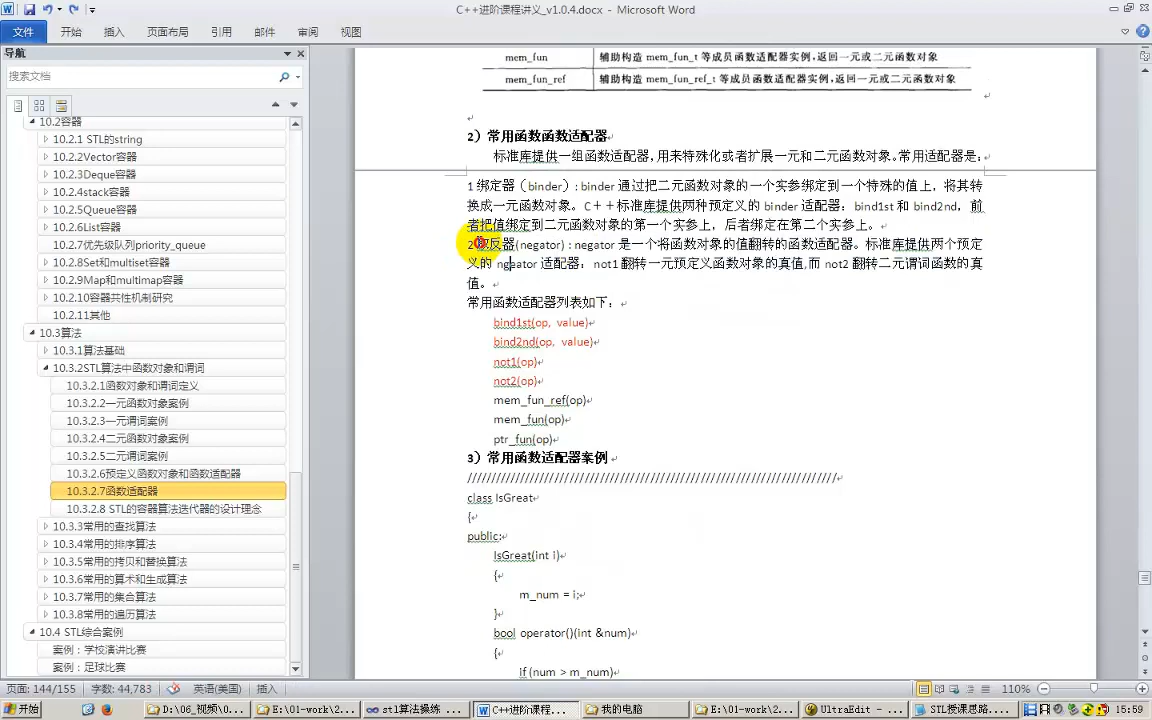 C++进阶课程讲义_v1.0.4.docx - Microsoft Word
文件 开始 插入 页面布局 引用 邮件 审阅 视图
导航
搜索文档
10.2容器
10.2.1 STL的string
10.2.2Vector容器
10.2.3Deque容器
10.2.4stack容器
10.2.5Queue容器
10.2.6List容器
10.2.7优先级队列priority_queue
10.2.8Set和multiset容器
10.2.9Map和multimap容器
10.2.10容器共性机制研究
10.2.11其他
10.3算法
10.3.1算法基础
10.3.2STL算法中函数对象和谓词
10.3.2.1函数对象和谓词定义
10.3.2.2一元函数对象案例
10.3.2.3一元谓词案例
10.3.2.4二元函数对象案例
10.3.2.5二元谓词案例
10.3.2.6预定义函数对象和函数适配器
10.3.2.7函数适配器
10.3.2.8 STL的容器算法迭代器的设计理念
10.3.3常用的查找算法
10.3.4常用的排序算法
10.3.5常用的拷贝和替换算法
10.3.6常用的算术和生成算法
10.3.7常用的集合算法
10.3.8常用的遍历算法
10.4 STL综合案例
案例：学校演讲比赛
案例：足球比赛
mem_fun 辅助构造 mem_fun_t 等成员函数适配器实例,返回一元或二元函数对象
mem_fun_ref 辅助构造 mem_fun_ref_t 等成员函数适配器实例,返回一元或二元函数对象
2）常用函数函数适配器
标准库提供一组函数适配器，用来特殊化或者扩展一元和二元函数对象。常用适配器是：
1 绑定器（binder）: binder 通过把二元函数对象的一个实参绑定到一个特殊的值上，将其转
换成一元函数对象。C＋＋标准库提供两种预定义的 binder 适配器：bind1st 和 bind2nd，前
者把值绑定到二元函数对象的第一个实参上，后者绑定在第二个实参上。
2取反器(negator) : negator 是一个将函数对象的值翻转的函数适配器。标准库提供两个预定
义的 ngeator 适配器：not1 翻转一元预定义函数对象的真值,而 not2 翻转二元谓词函数的真
值。
常用函数适配器列表如下：
bind1st(op, value)
bind2nd(op, value)
not1(op)
not2(op)
mem_fun_ref(op)
mem_fun(op)
ptr_fun(op)
3）常用函数适配器案例
//////////////////////////////////////////////////////////////////////////
class IsGreat
{
public:
IsGreat(int i)
{
m_num = i;
}
bool operator()(int &num)
{
if (num > m_num)
页面: 144/155 字数: 44,783 英语(美国) 插入 110%
开始 D:\06_视频\0... E:\01-work\2... stl算法操练 ... C++进阶课程... 我的电脑 E:\01-work\2... UltraEdit - ... STL授课思路... 15:59